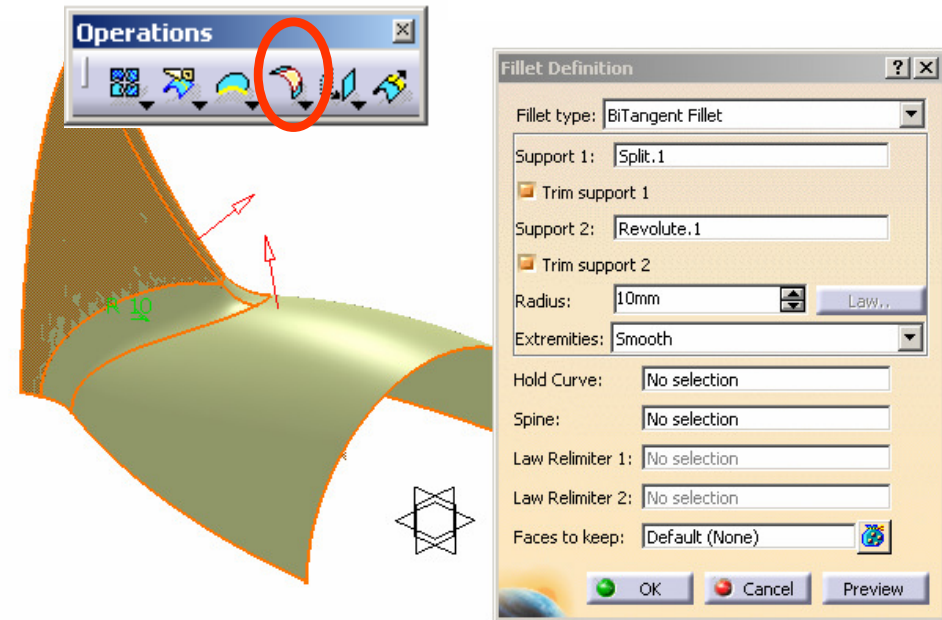 Operations
R 10
Fillet Definition
Fillet type: BiTangent Fillet
Support 1: Split.1
Trim support 1
Support 2: Revolute.1
Trim support 2
Radius: 10mm Law..
Extremities: Smooth
Hold Curve: No selection
Spine: No selection
Law Relimiter 1: No selection
Law Relimiter 2: No selection
Faces to keep: Default (None)
OK Cancel Preview